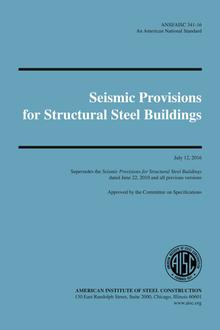 ANSI/AISC 341-16
An American National Standard
Seismic Provisions
for Structural Steel Buildings
July 12, 2016
Supersedes the Seismic Provisions for Structural Steel Buildings
dated June 22, 2010 and all previous versions
Approved by the Committee on Specifications
AISC
AMERICAN INSTITUTE OF STEEL CONSTRUCTION
130 East Randolph Street, Suite 2000, Chicago, Illinois 60601
www.aisc.org